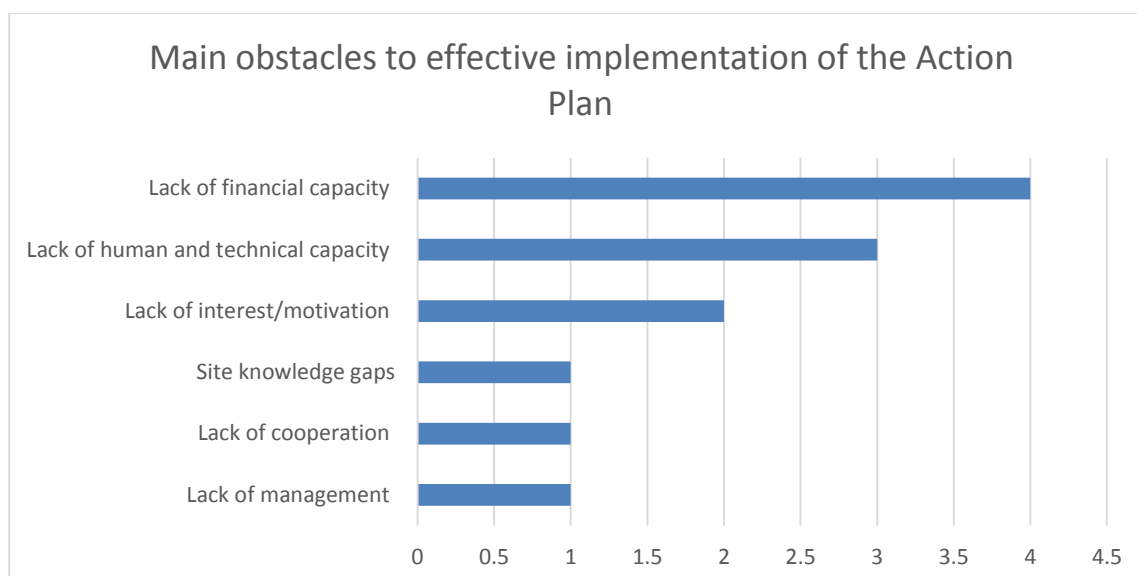 Main obstacles to effective implementation of the Action
Plan
Lack of financial capacity
Lack of human and technical capacity
Lack of interest/motivation
Site knowledge gaps
Lack of cooperation
Lack of management
0 0.5 1 1.5 2 2.5 3 3.5 4 4.5